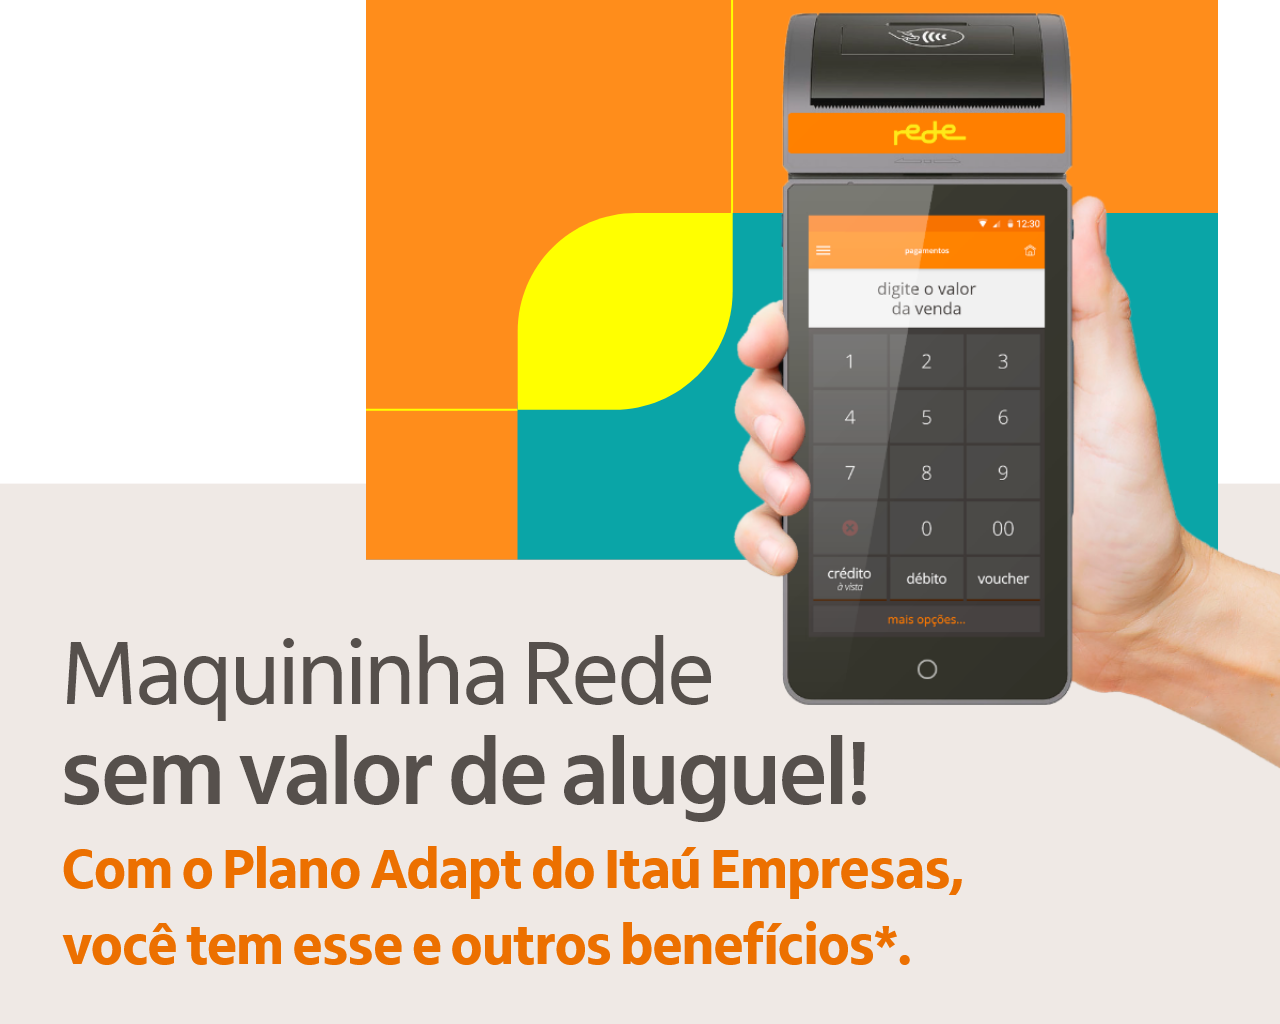 rede
12:30
pagamentos
digite o valor
da venda
1 2 3
4 5 6
7 8 9
0 00
crédito débito voucher
à vista
mais opções...
Maquininha Rede
sem valor de aluguel!
Com o Plano Adapt do Itaú Empresas,
você tem esse e outros benefícios*.